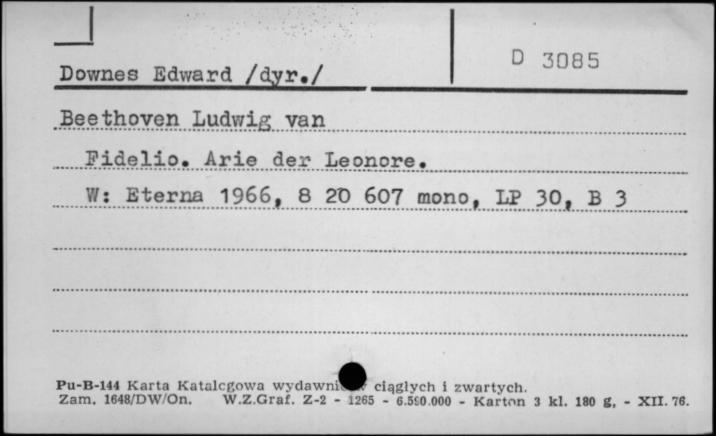 D 3085
Downes Edward /dyr./
Beethoven Ludwig van
Fidelio. Arie der Leonore.
W: Eterna 1966, 8 20 607 mono, LP 30, B 3
Pu-B-144 Karta Katalcgowa ciągłych i zwartych.
Zam. 1648/DW/On. W.Z.Graf. Z-2 - 1265 - 6.590.000 - Karton 3 kl. 180 g, - XII. 76.